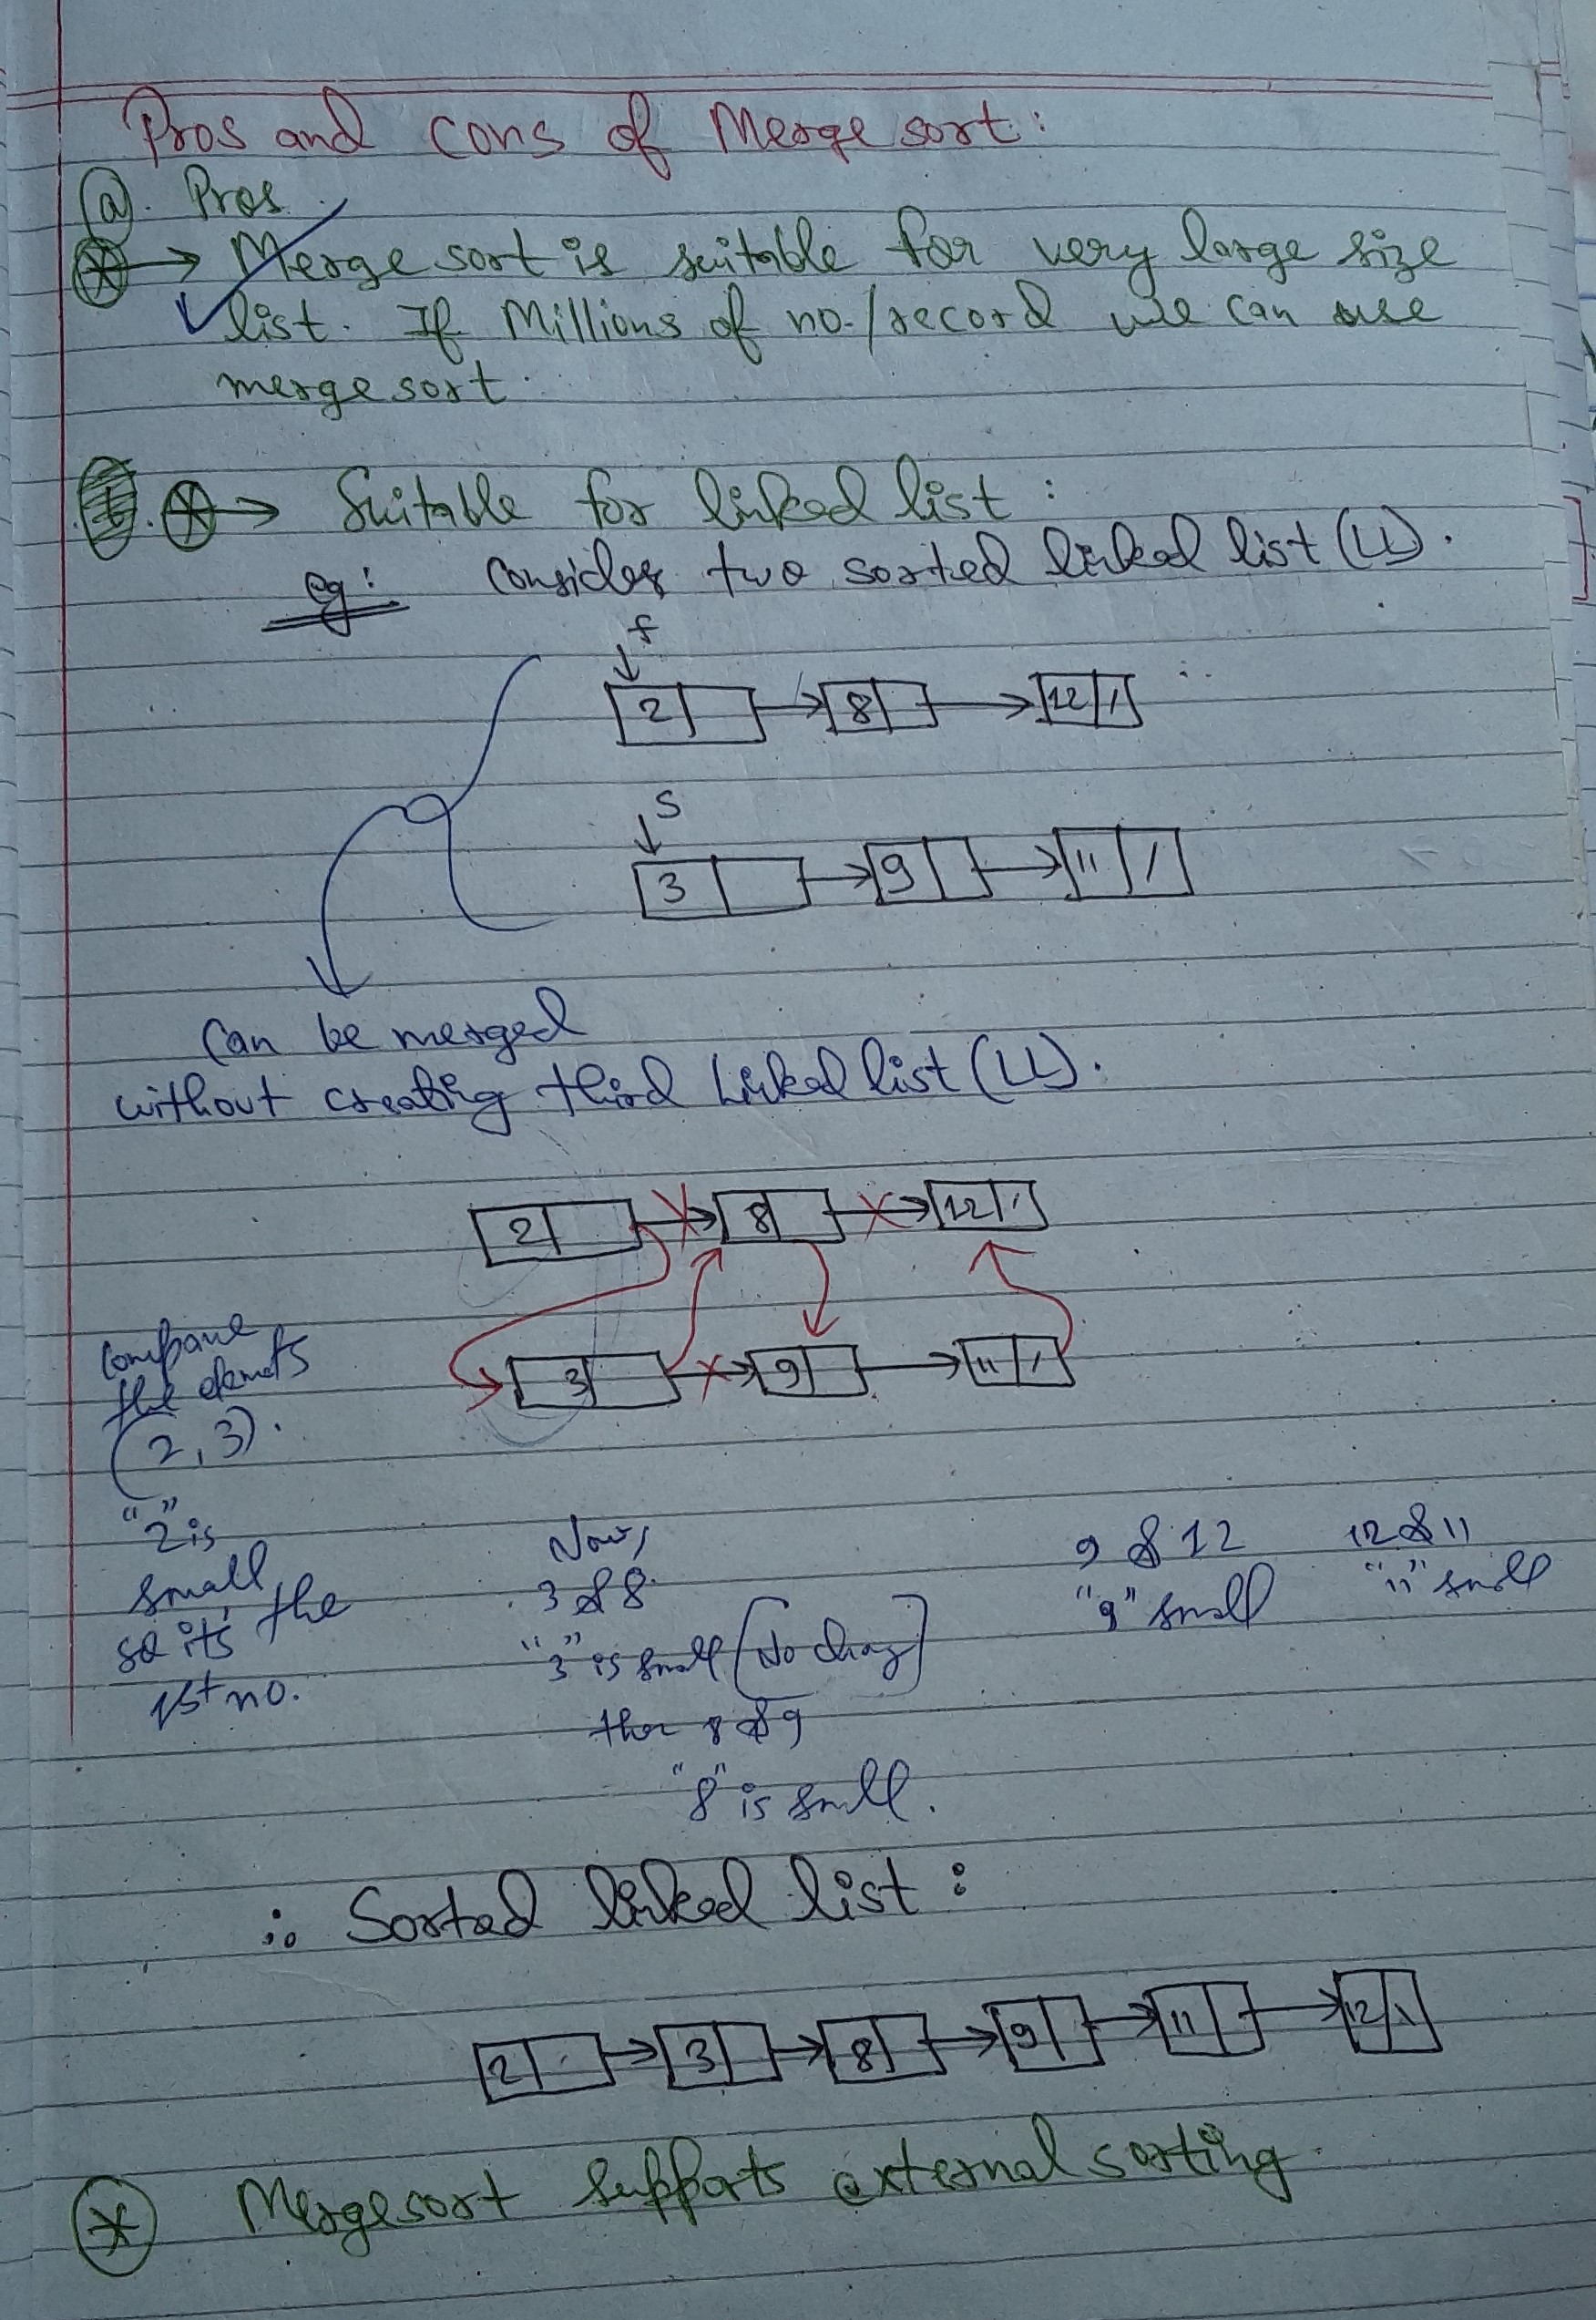 Pros and cons of Merge sort:
(a). Pros
* → Merge sort is suitable for very large size
list. If Millions of no./record we can use
merge sort.
* → Suitable for linked list :
eg: consider two sorted linked list (LL).
f
2 8 12
S
3 9 11
Can be merged
without creating third Linked list (LL).
2 8 12
3 9 11
Compare
the elemnts
(2, 3).
"2" is
small,
so it's the
1st no.
Now,
3 & 8.
"3" is small (No chang)
then 8 & 9
"8" is small.
9 & 12
"9" small
12 & 11
"11" small
∴ Sorted linked list :
2 3 8 9 11 12
* Mergesort supports external sorting.